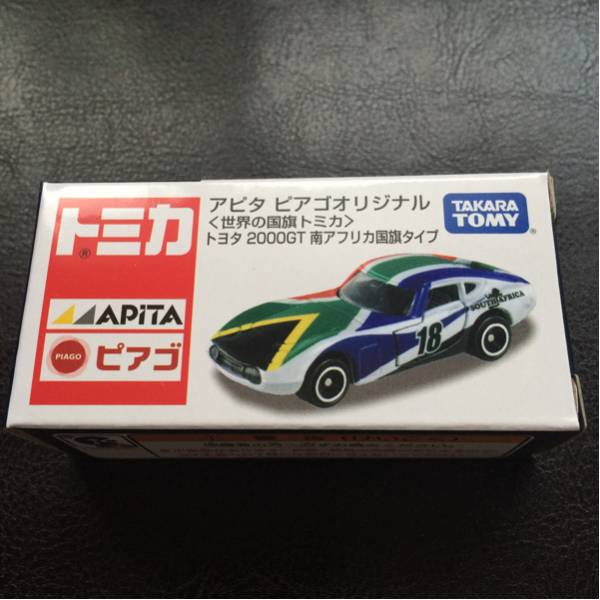 トミカ
®
APiTA
PIAGO ピアゴ
アピタ ピアゴオリジナル
<世界の国旗トミカ>
トヨタ 2000GT 南アフリカ国旗タイプ
TAKARA
TOMY
®
18
SOUTH AFRICA